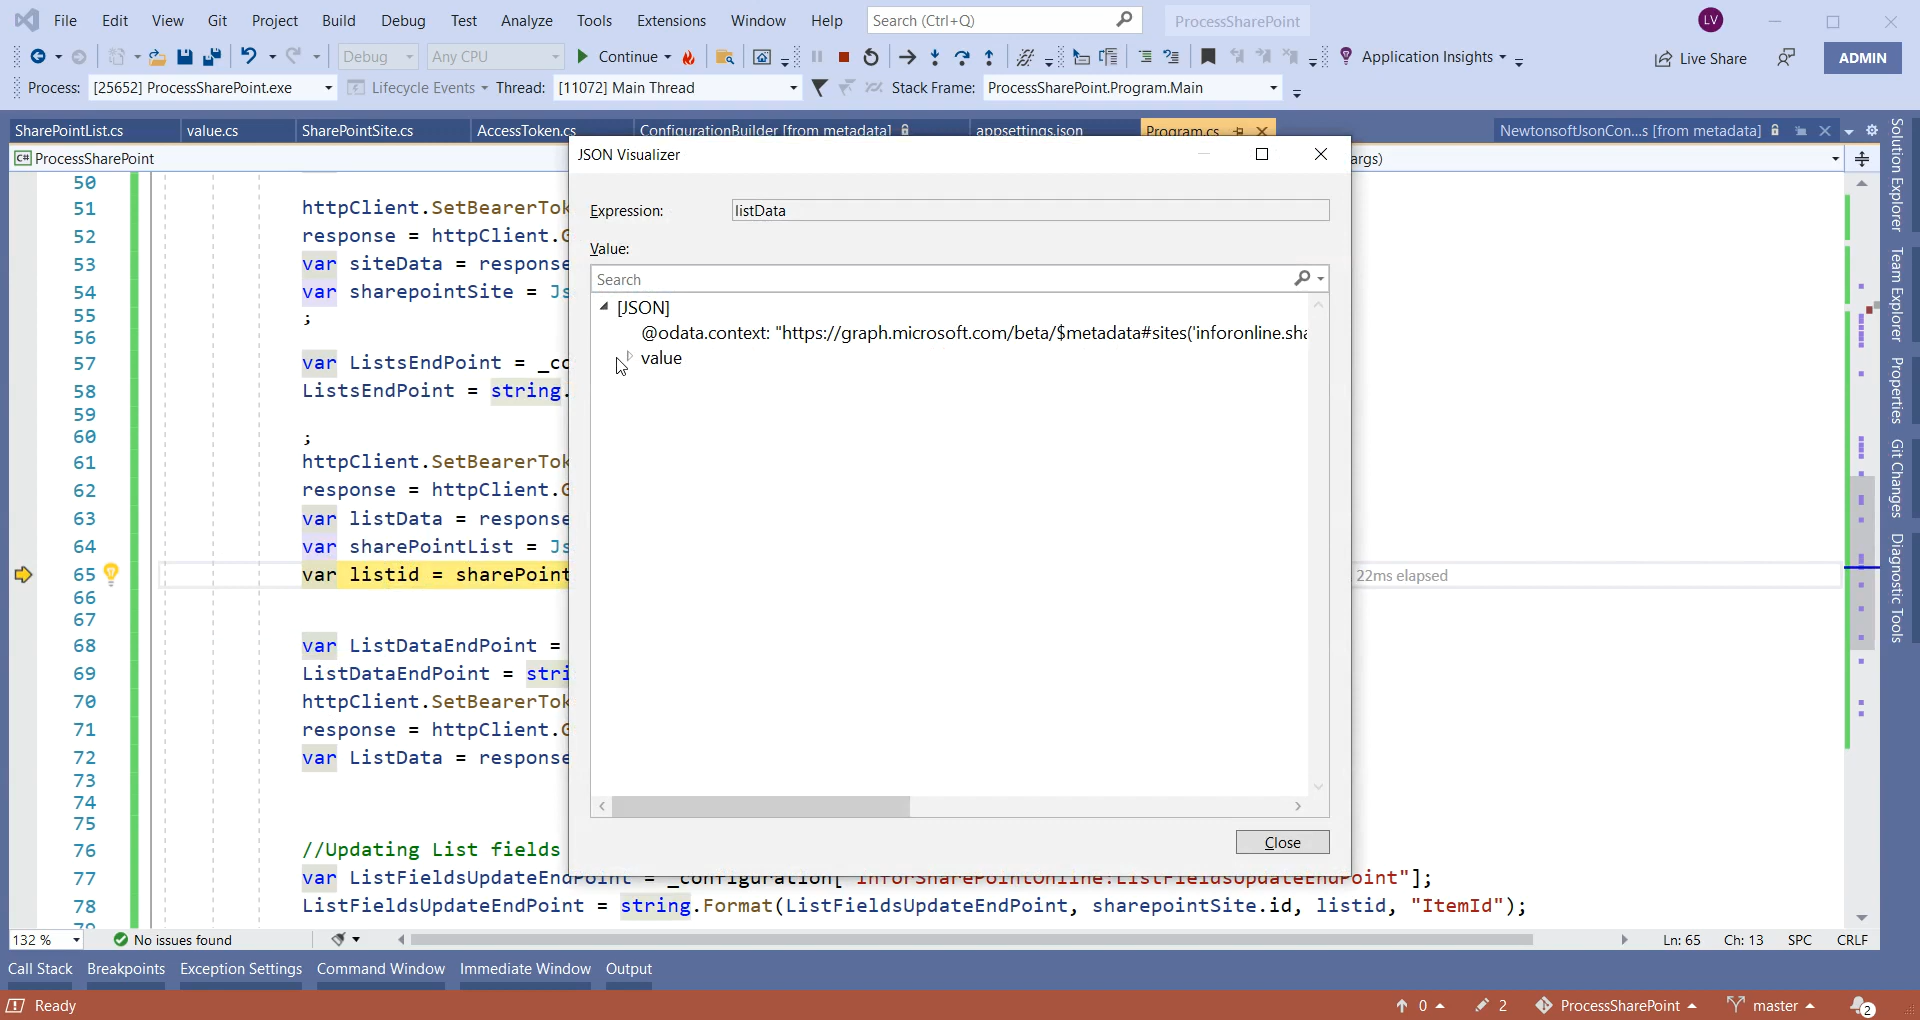 File Edit View Git Project Build Debug Test Analyze Tools Extensions Window Help Search (Ctrl+Q) ProcessSharePoint LV
Debug Any CPU Continue Application Insights Live Share ADMIN
Process: [25652] ProcessSharePoint.exe Lifecycle Events Thread: [11072] Main Thread Stack Frame: ProcessSharePoint.Program.Main
SharePointList.cs value.cs SharePointSite.cs AccessToken.cs ConfigurationBuilder [from metadata] appsettings.json Program.cs NewtonsoftJsonCon...s [from metadata]
C# ProcessSharePoint args)
JSON Visualizer
Expression: listData
Value:
Search
[JSON]
@odata.context: "https://graph.microsoft.com/beta/$metadata#sites('inforonline.sha
value
Close
50
51 httpClient.SetBearerTok
52 response = httpClient.G
53 var siteData = response
54 var sharepointSite = Js
55 ;
56
57 var ListsEndPoint = _co
58 ListsEndPoint = string.
59
60 ;
61 httpClient.SetBearerTok
62 response = httpClient.G
63 var listData = response
64 var sharePointList = Js
65 var listid = sharePoint 22ms elapsed
66
67
68 var ListDataEndPoint =
69 ListDataEndPoint = stri
70 httpClient.SetBearerTok
71 response = httpClient.G
72 var ListData = response
73
74
75
76 //Updating List fields
77 var ListFieldsUpdateEndPoint = _configuration["InforSharePointOnline:ListFieldsUpdateEndPoint"];
78 ListFieldsUpdateEndPoint = string.Format(ListFieldsUpdateEndPoint, sharepointSite.id, listid, "ItemId");
79
132 % No issues found Ln: 65 Ch: 13 SPC CRLF
Call Stack Breakpoints Exception Settings Command Window Immediate Window Output
Ready 0 2 ProcessSharePoint master 2
Solution Explorer
Team Explorer
Properties
Git Changes
Diagnostic Tools